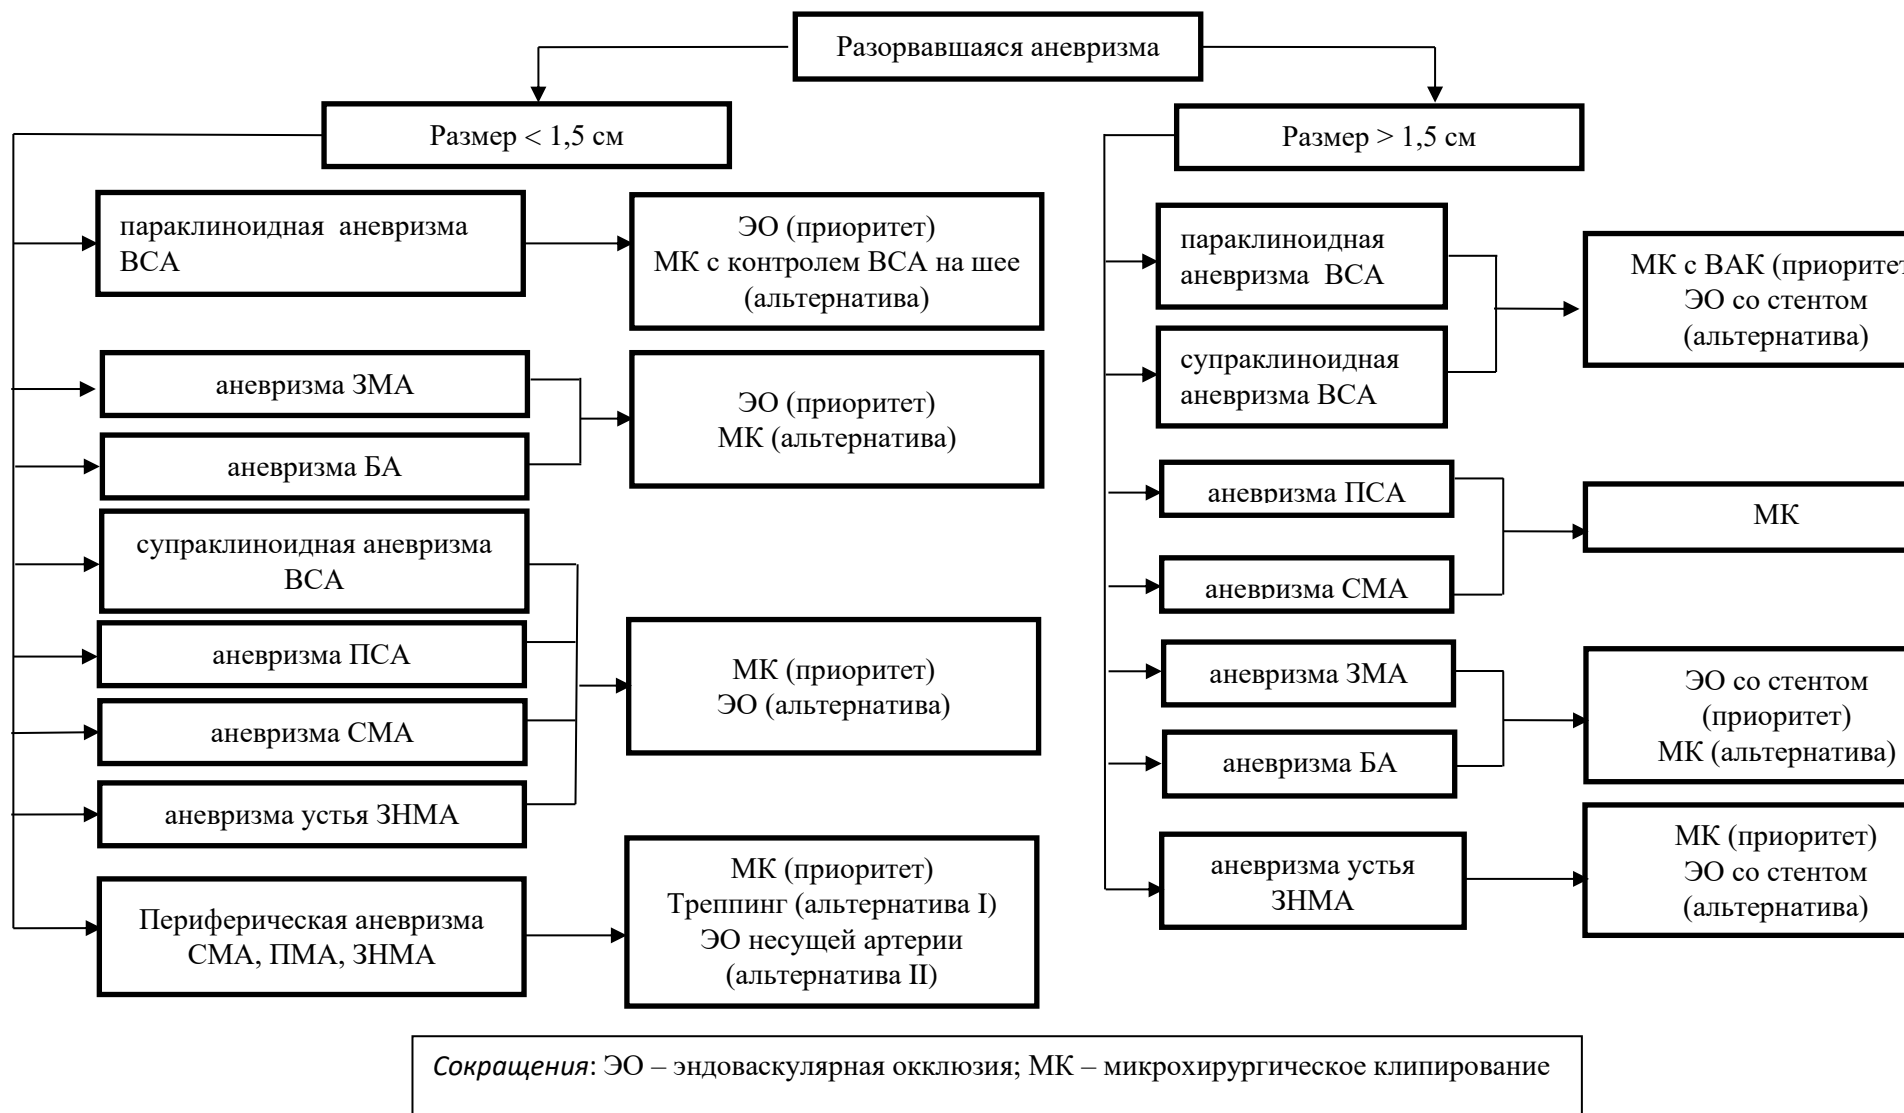 Разорвавшаяся аневризма
Размер < 1,5 см
параклиноидная аневризма
ВСА
ЭО (приоритет)
МК с контролем ВСА на шее
(альтернатива)
аневризма ЗМА
аневризма БА
ЭО (приоритет)
МК (альтернатива)
супраклиноидная аневризма
ВСА
аневризма ПСА
аневризма СМА
аневризма устья ЗНМА
МК (приоритет)
ЭО (альтернатива)
Периферическая аневризма
СМА, ПМА, ЗНМА
МК (приоритет)
Треппинг (альтернатива I)
ЭО несущей артерии
(альтернатива II)
Размер > 1,5 см
параклиноидная
аневризма ВСА
супраклиноидная
аневризма ВСА
МК с ВАК (приоритет
ЭО со стентом
(альтернатива)
аневризма ПСА
аневризма СМА
МК
аневризма ЗМА
аневризма БА
ЭО со стентом
(приоритет)
МК (альтернатива)
аневризма устья
ЗНМА
МК (приоритет)
ЭО со стентом
(альтернатива)
Сокращения: ЭО – эндоваскулярная окклюзия; МК – микрохирургическое клипирование